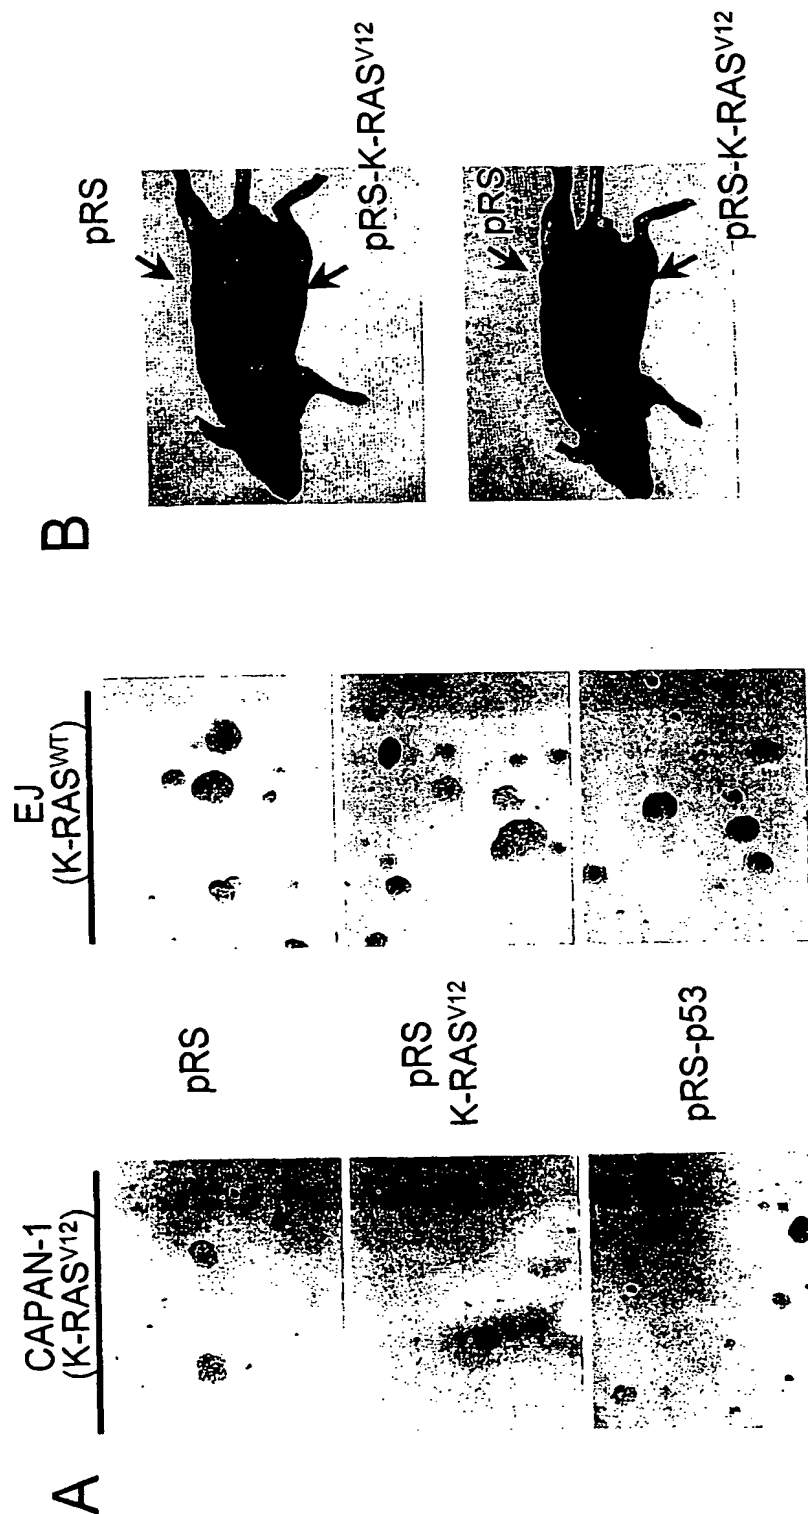 A
CAPAN-1
(K-RASV12)
EJ
(K-RASWT)
pRS
pRS
K-RASV12
pRS-p53
B
pRS
pRS-K-RASV12
pRS
pRS-K-RASV12